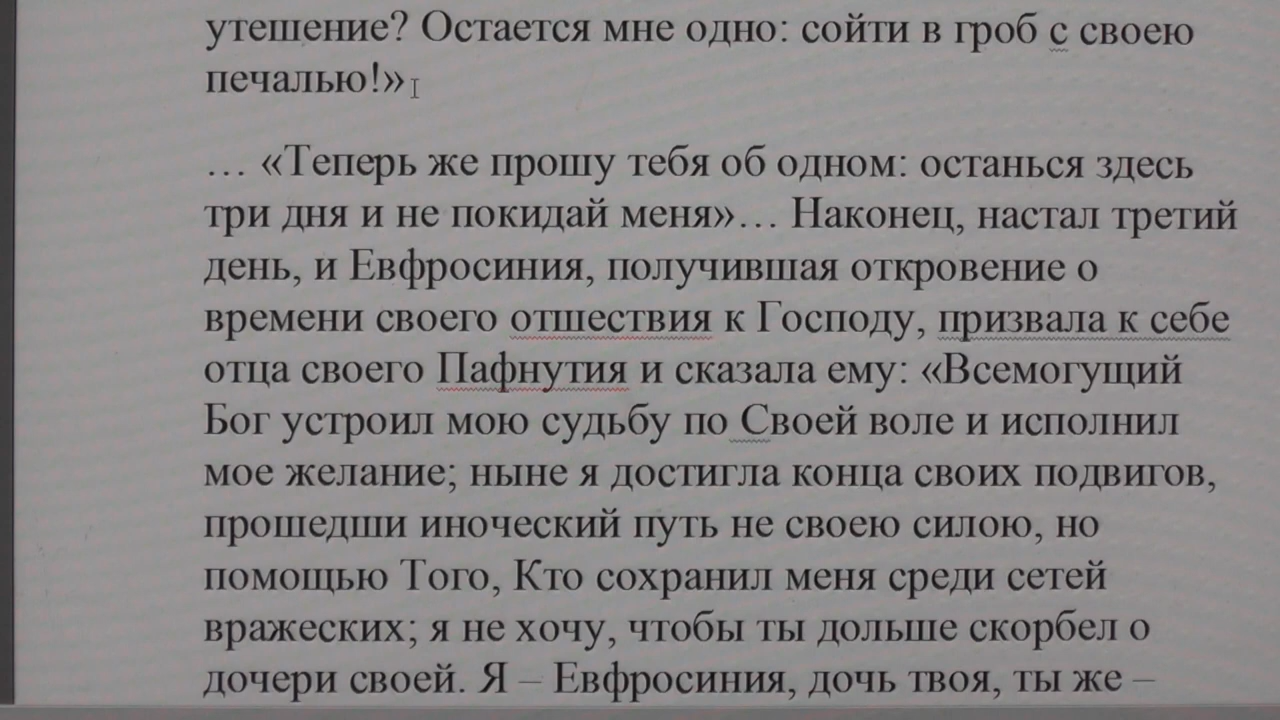 утешение? Остается мне одно: сойти в гроб с своею
печалью!»
… «Теперь же прошу тебя об одном: останься здесь
три дня и не покидай меня»… Наконец, настал третий
день, и Евфросиния, получившая откровение о
времени своего отшествия к Господу, призвала к себе
отца своего Пафнутия и сказала ему: «Всемогущий
Бог устроил мою судьбу по Своей воле и исполнил
мое желание; ныне я достигла конца своих подвигов,
прошедши иноческий путь не своею силою, но
помощью Того, Кто сохранил меня среди сетей
вражеских; я не хочу, чтобы ты дольше скорбел о
дочери своей. Я – Евфросиния, дочь твоя, ты же –